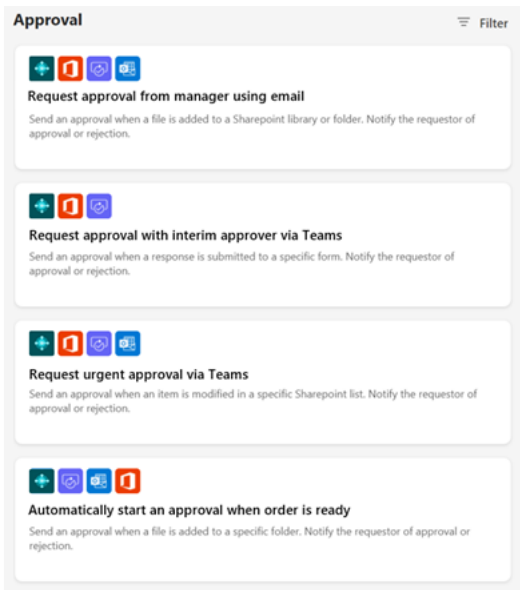 Approval
Filter
Request approval from manager using email
Send an approval when a file is added to a Sharepoint library or folder. Notify the requestor of
approval or rejection.
Request approval with interim approver via Teams
Send an approval when a response is submitted to a specific form. Notify the requestor of
approval or rejection.
Request urgent approval via Teams
Send an approval when an item is modified in a specific Sharepoint list. Notify the requestor of
approval or rejection.
Automatically start an approval when order is ready
Send an approval when a file is added to a specific folder. Notify the requestor of approval or
rejection.